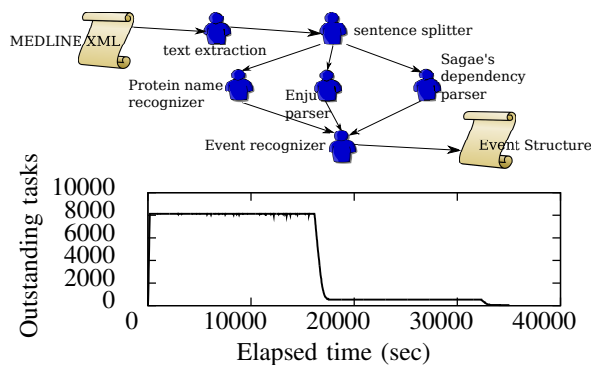 MEDLINE XML
text extraction
sentence splitter
Protein name
recognizer
Enju
parser
Sagae's
dependency
parser
Event recognizer
Event Structure
Outstanding tasks
10000
8000
6000
4000
2000
0
0 10000 20000 30000 40000
Elapsed time (sec)